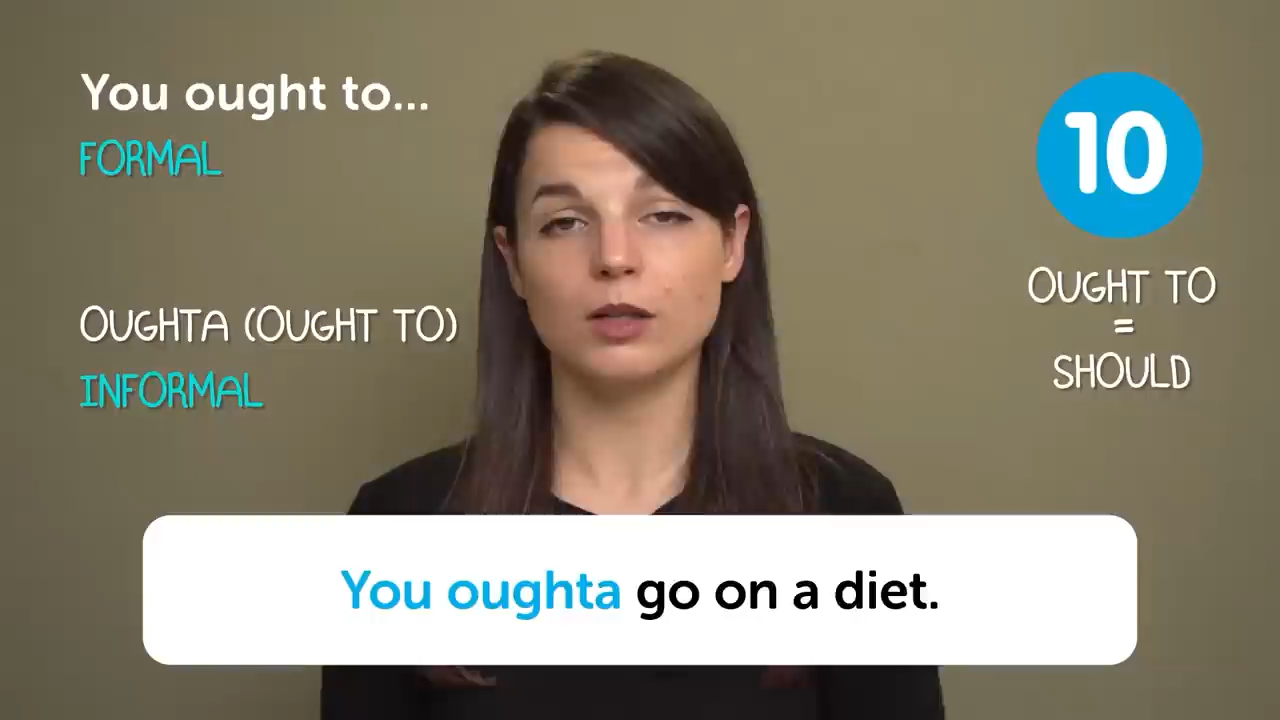 You ought to...
FORMAL
OUGHTA (OUGHT TO)
INFORMAL
10
OUGHT TO
=
SHOULD
You oughta go on a diet.